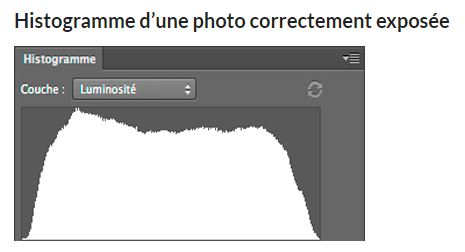 Histogramme d’une photo correctement exposée
Histogramme
Couche : Luminosité